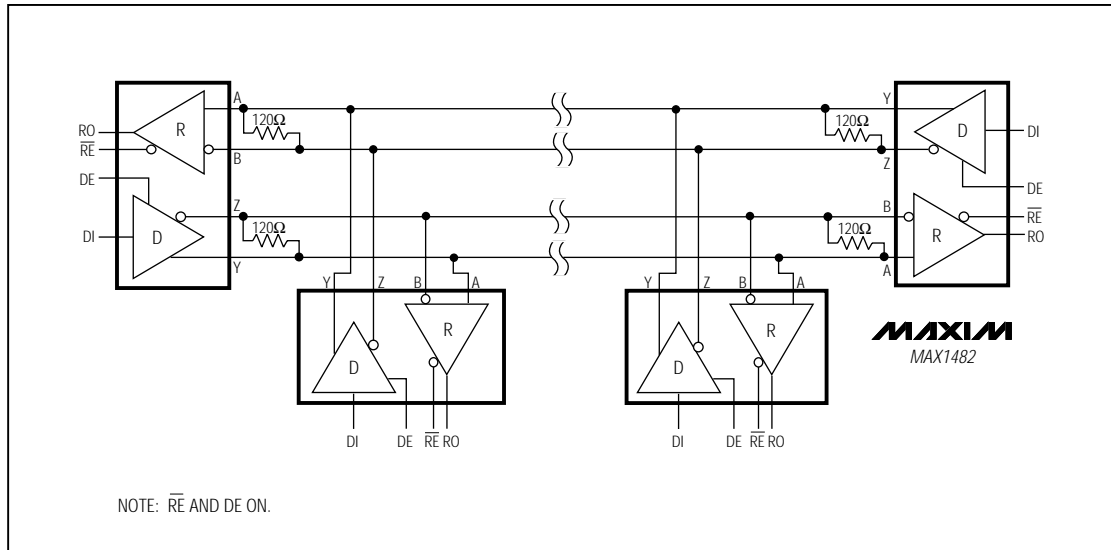 A Y
120Ω 120Ω
RO R D DI
RE
B Z
DE DE
Z B RE
DI D 120Ω 120Ω R RO
Y A
Y Z B A Y Z B A
R R
D D
MAXIM
MAX1482
DI DE RE RO DI DE RE RO
NOTE: RE AND DE ON.